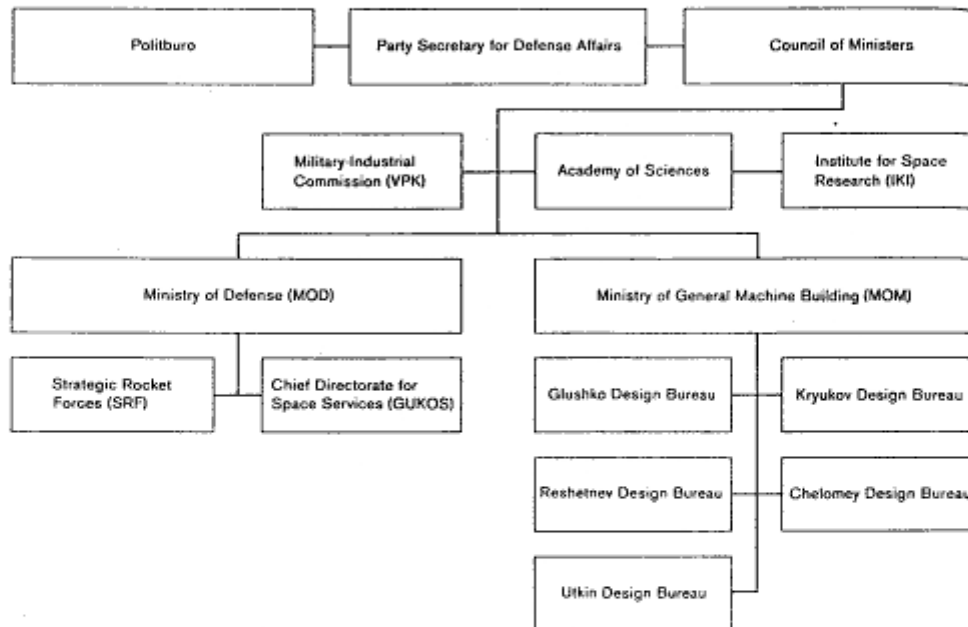 Politburo
Party Secretary for Defense Affairs
Council of Ministers
Military-Industrial
Commission (VPK)
Academy of Sciences
Institute for Space
Research (IKI)
Ministry of Defense (MOD)
Ministry of General Machine Building (MOM)
Strategic Rocket
Forces (SRF)
Chief Directorate for
Space Services (GUKOS)
Glushko Design Bureau
Kryukov Design Bureau
Reshetnev Design Bureau
Chelomey Design Bureau
Utkin Design Bureau